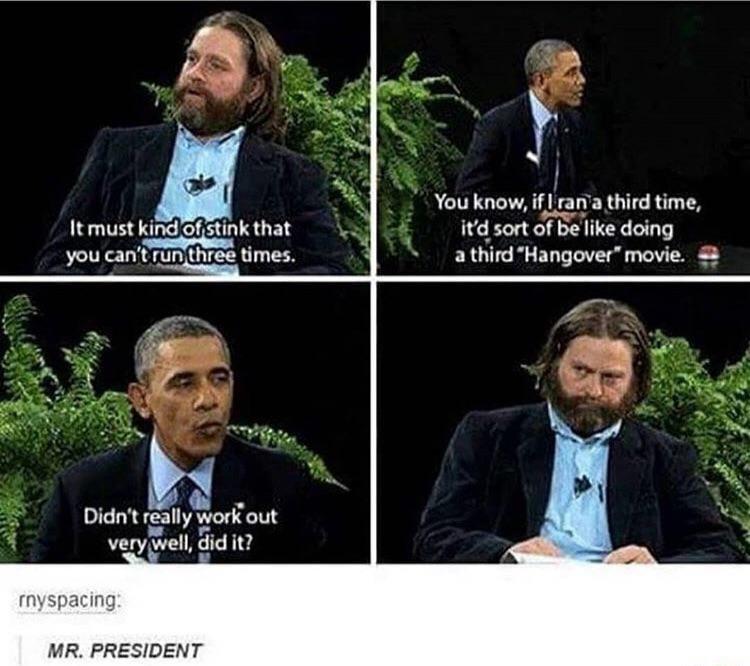 It must kind of stink that
you can't run three times.
You know, if I ran a third time,
it'd sort of be like doing
a third "Hangover" movie.
Didn't really work out
very well, did it?
rnyspacing:
MR. PRESIDENT